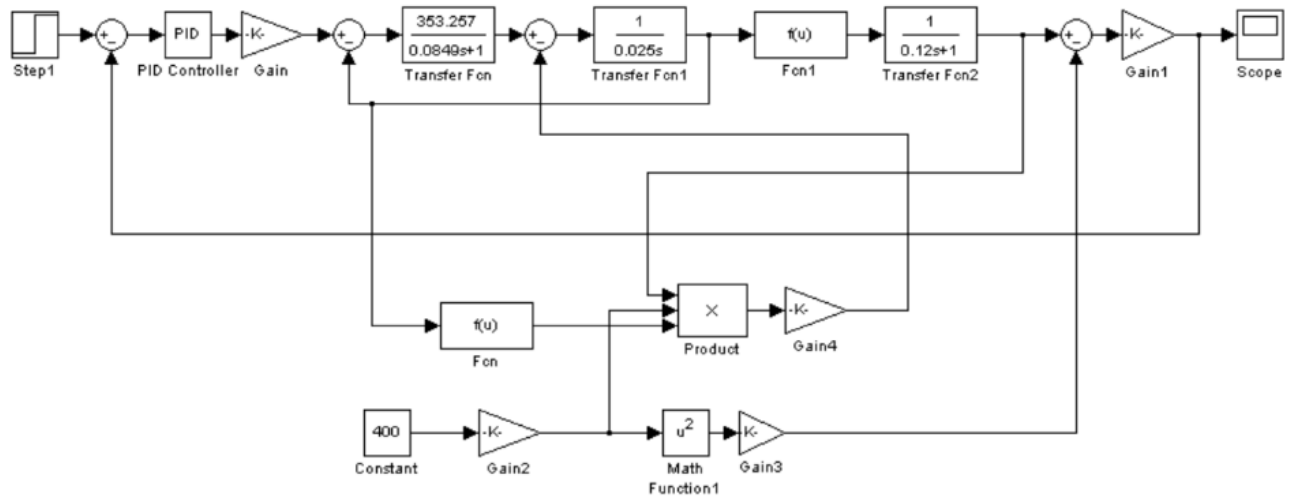 Step1
+
-
PID
PID Controller
-K-
Gain
+
-
353.257
0.0849s+1
Transfer Fcn
+
-
1
0.025s
Transfer Fcn1
f(u)
Fcn1
1
0.12s+1
Transfer Fcn2
+
-
-K-
Gain1
Scope
f(u)
Fcn
×
Product
-K-
Gain4
400
Constant
-K-
Gain2
u²
Math
Function1
K-
Gain3